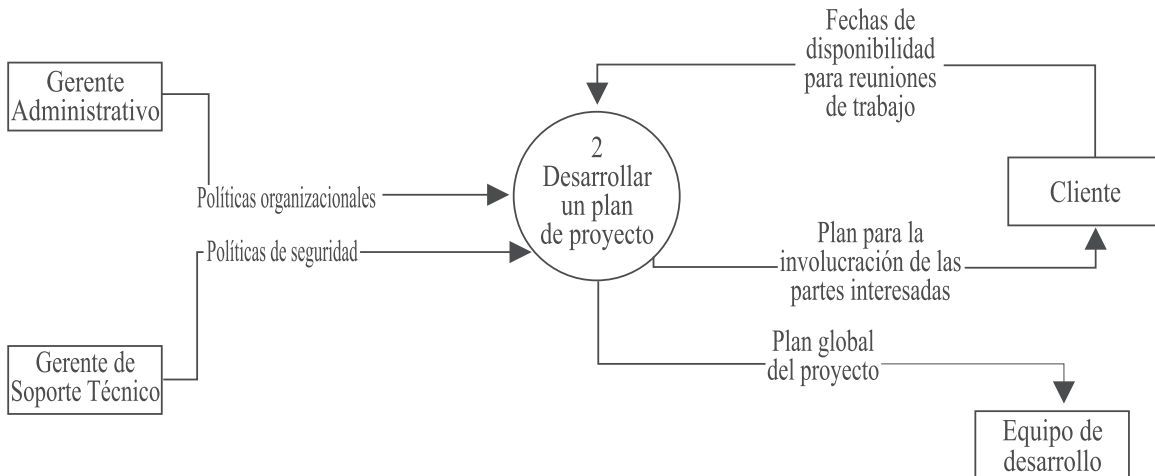 Gerente
Administrativo
Políticas organizacionales
Políticas de seguridad
Gerente de
Soporte Técnico
2
Desarrollar
un plan
de proyecto
Fechas de
disponibilidad
para reuniones
de trabajo
Cliente
Plan para la
involucración de las
partes interesadas
Plan global
del proyecto
Equipo de
desarrollo